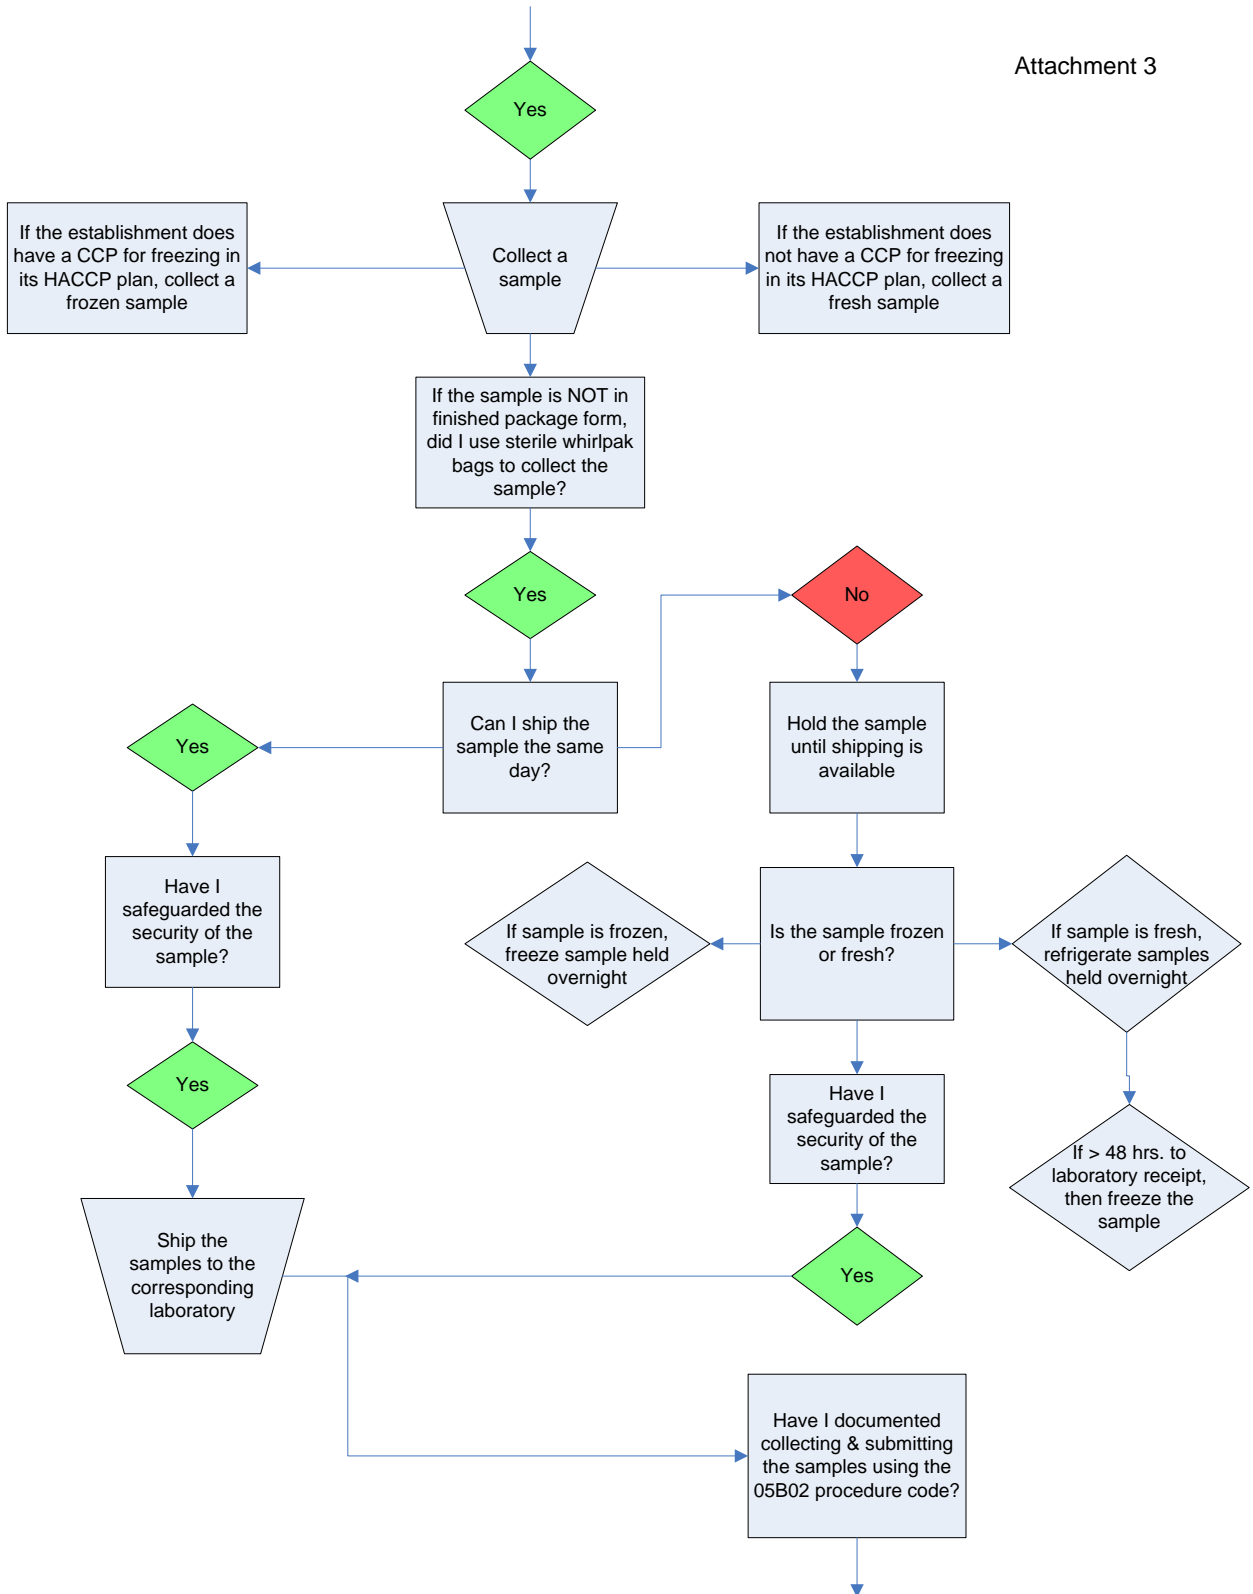 Attachment 3
Yes
If the establishment does
have a CCP for freezing in
its HACCP plan, collect a
frozen sample
Collect a
sample
If the establishment does
not have a CCP for freezing
in its HACCP plan, collect a
fresh sample
If the sample is NOT in
finished package form,
did I use sterile whirlpak
bags to collect the
sample?
Yes
No
Yes
Can I ship the
sample the same
day?
Hold the sample
until shipping is
available
Have I
safeguarded the
security of the
sample?
If sample is frozen,
freeze sample held
overnight
Is the sample frozen
or fresh?
If sample is fresh,
refrigerate samples
held overnight
Yes
Have I
safeguarded the
security of the
sample?
If > 48 hrs. to
laboratory receipt,
then freeze the
sample
Ship the
samples to the
corresponding
laboratory
Yes
Have I documented
collecting & submitting
the samples using the
05B02 procedure code?